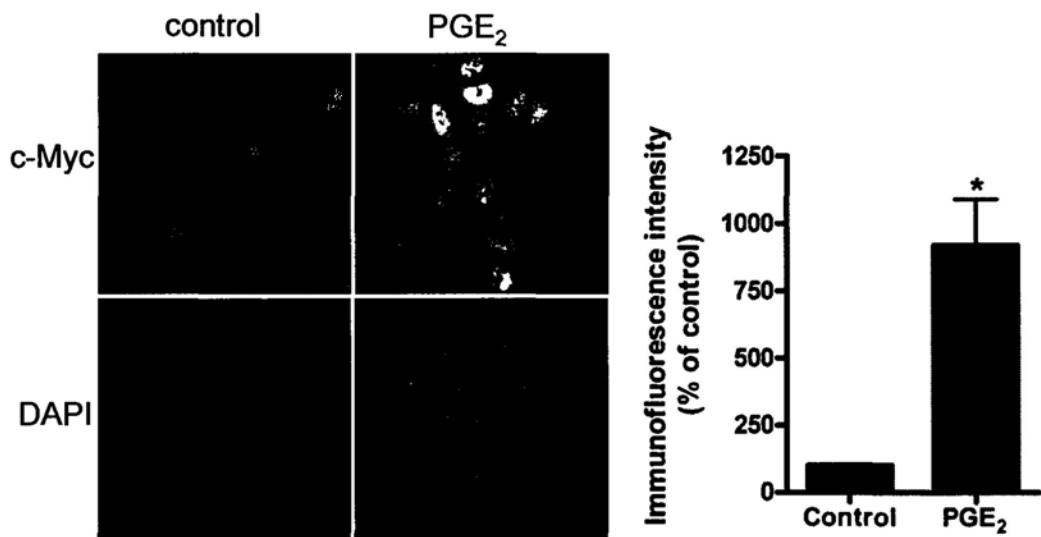 control
PGE₂
c-Myc
DAPI
Immunofluorescence intensity
(% of control)
1250
1000
750
500
250
0
*
Control
PGE₂